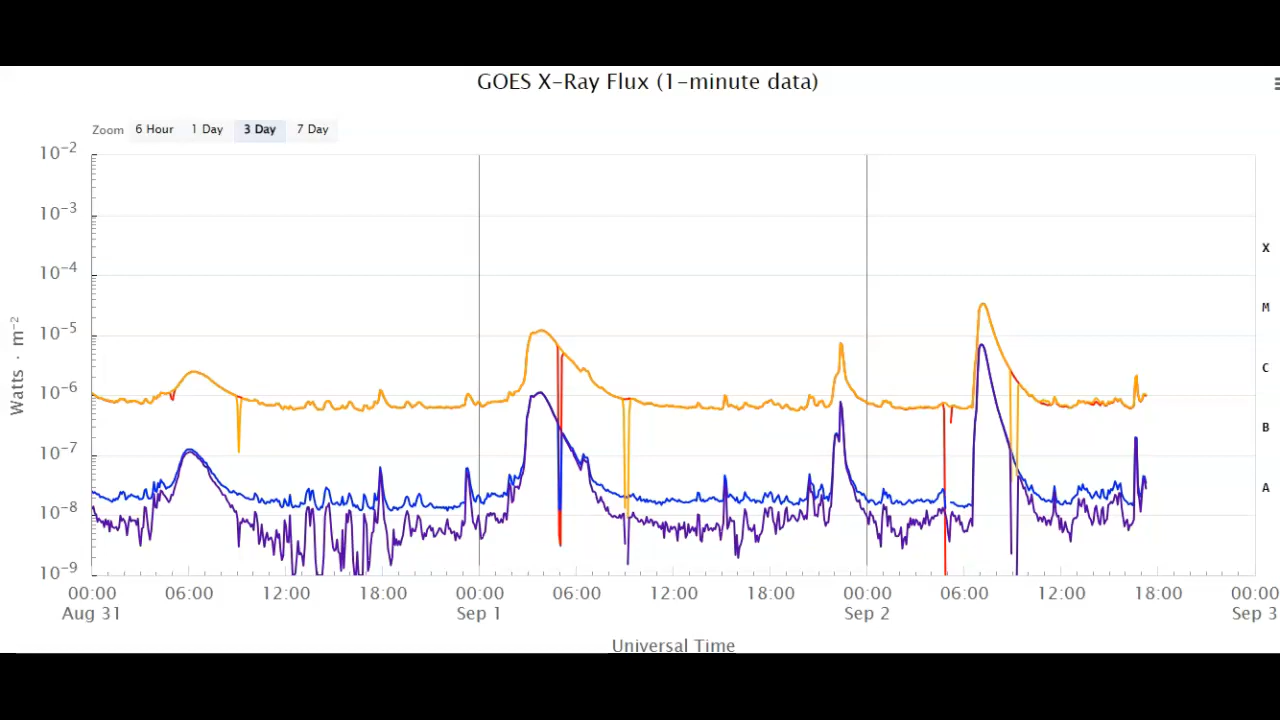 GOES X-Ray Flux (1-minute data)
Zoom 6 Hour 1 Day 3 Day 7 Day
10⁻²
10⁻³
10⁻⁴
10⁻⁵
10⁻⁶
10⁻⁷
10⁻⁸
10⁻⁹
Watts · m⁻²
X
M
C
B
A
00:00 06:00 12:00 18:00 00:00 06:00 12:00 18:00 00:00 06:00 12:00 18:00 00:00
Aug 31 Sep 1 Sep 2 Sep 3
Universal Time